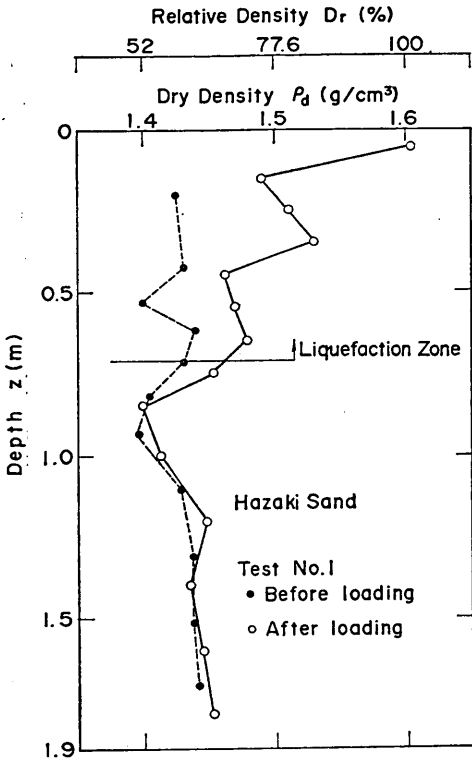 Relative Density Dr (%)
52 77.6 100
Dry Density ρd (g/cm³)
1.4 1.5 1.6
0
0.5
Liquefaction Zone
Depth z (m)
1.0
Hazaki Sand
Test No.1
● Before loading
○ After loading
1.5
1.9